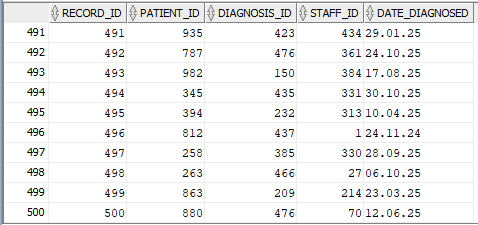 RECORD_ID PATIENT_ID DIAGNOSIS_ID STAFF_ID DATE_DIAGNOSED
491 491 935 423 434 29.01.25
492 492 787 476 361 24.10.25
493 493 982 150 384 17.08.25
494 494 345 435 331 30.10.25
495 495 394 232 313 10.04.25
496 496 812 437 1 24.11.24
497 497 258 385 330 28.09.25
498 498 263 466 27 06.10.25
499 499 863 209 214 23.03.25
500 500 880 476 70 12.06.25